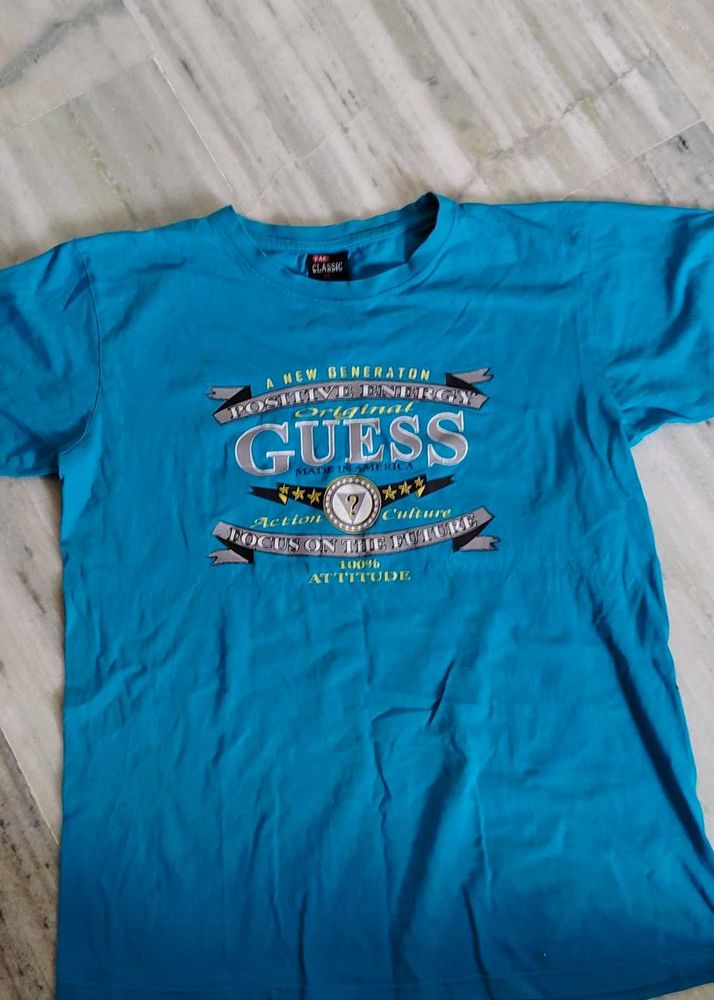 CLASSIC
A NEW GENERATON
POSITIVE ENERGY
Original
GUESS
MADE IN AMERICA
?
Action Culture
FOCUS ON THE FUTURE
100%
ATTITUDE